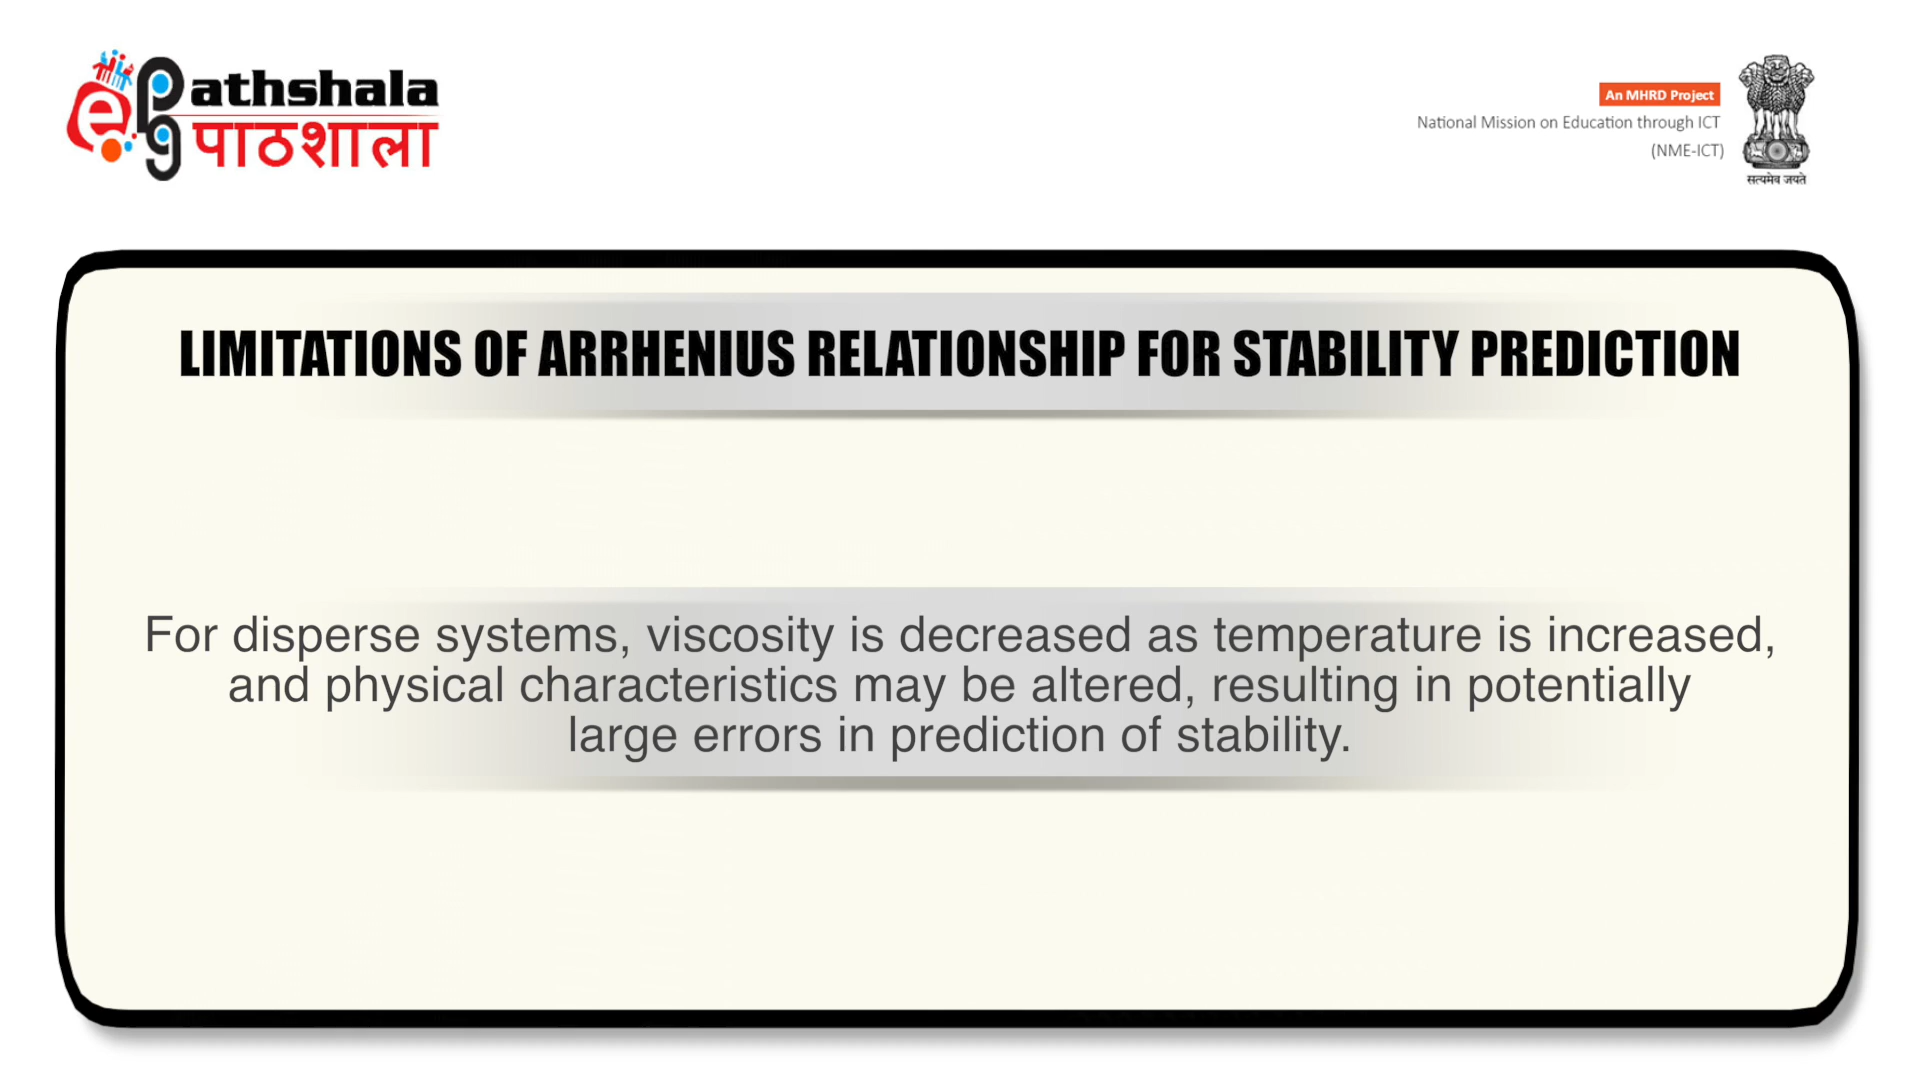 e Pg athshala
पाठशाला
An MHRD Project
National Mission on Education through ICT
(NME-ICT)
सत्यमेव जयते
LIMITATIONS OF ARRHENIUS RELATIONSHIP FOR STABILITY PREDICTION
For disperse systems, viscosity is decreased as temperature is increased,
and physical characteristics may be altered, resulting in potentially
large errors in prediction of stability.